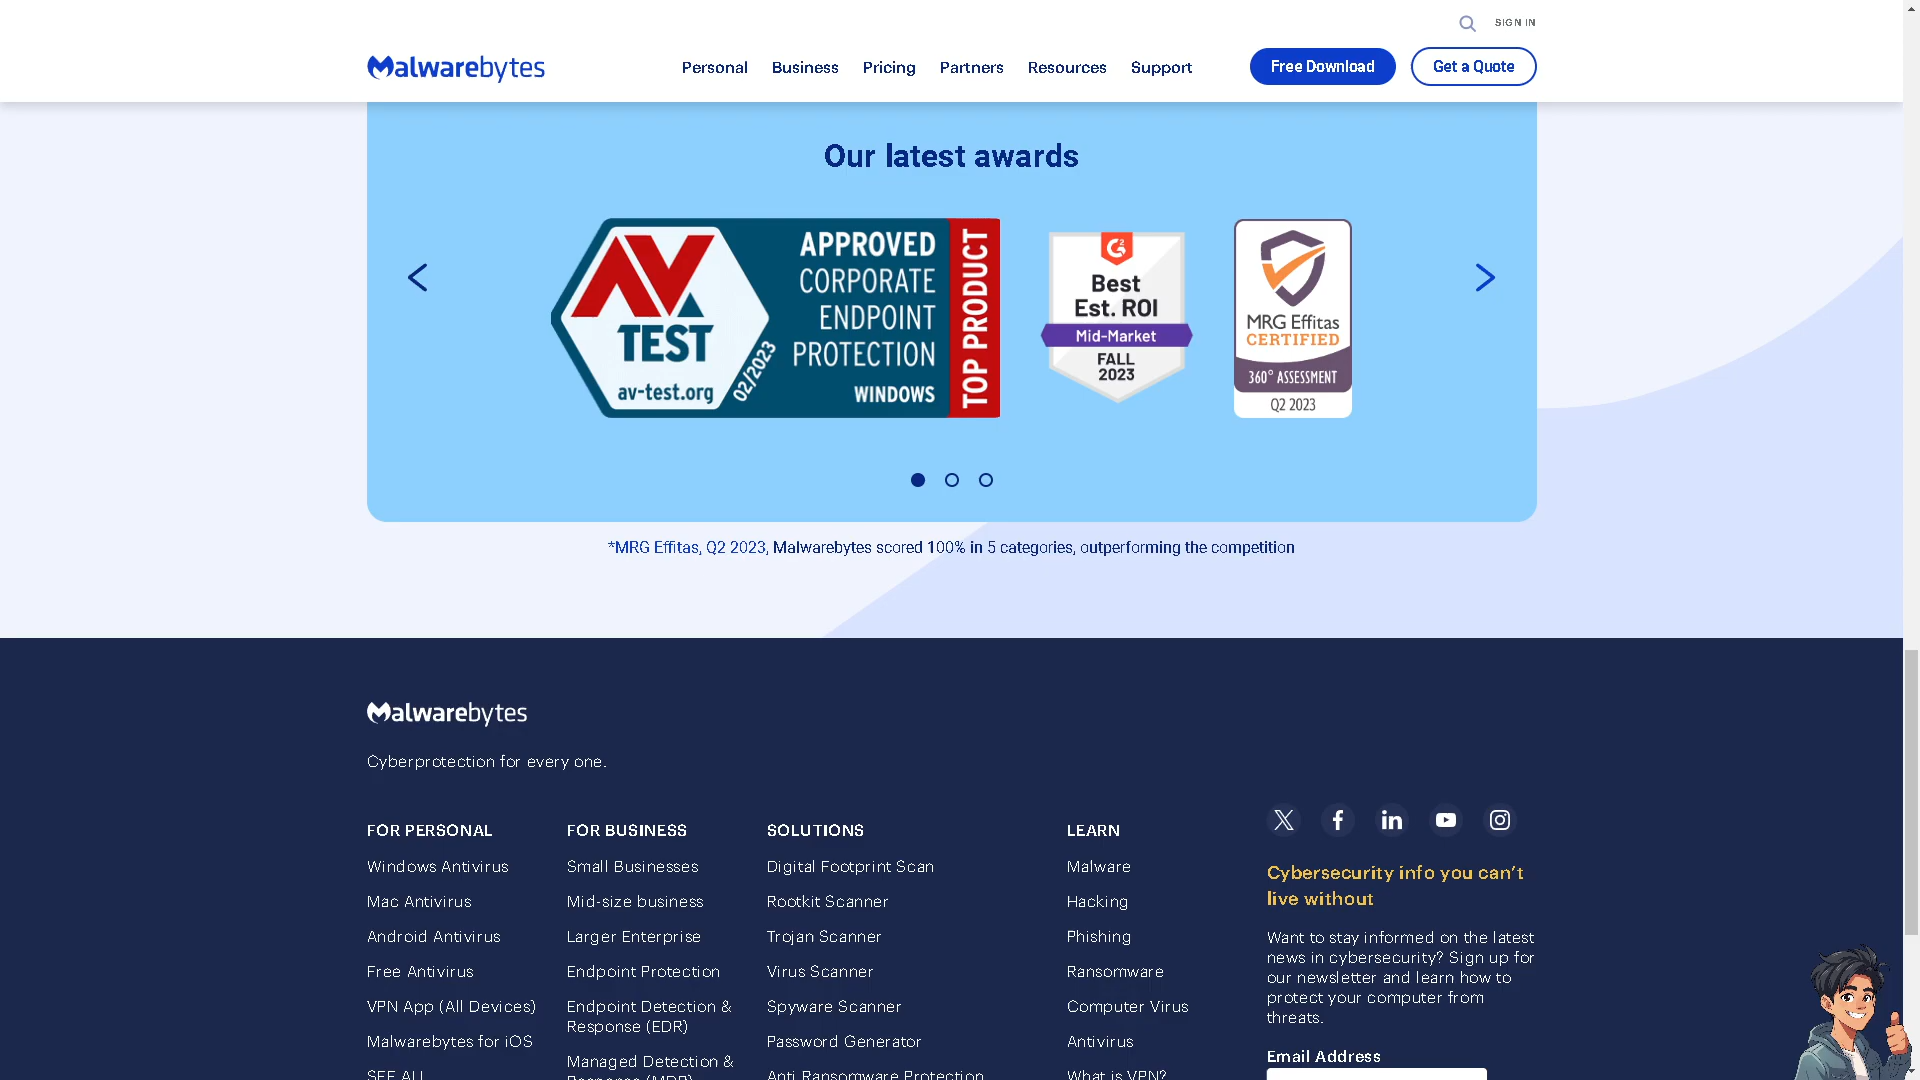 SIGN IN
Malwarebytes
Personal
Business
Pricing
Partners
Resources
Support
Free Download
Get a Quote
Our latest awards
AV
TEST
av-test.org
02/2023
APPROVED
CORPORATE
ENDPOINT
PROTECTION
WINDOWS
TOP PRODUCT
G2
Best
Est. ROI
Mid-Market
FALL
2023
MRG Effitas
CERTIFIED
360° ASSESSMENT
Q2 2023
*MRG Effitas, Q2 2023, Malwarebytes scored 100% in 5 categories, outperforming the competition
Malwarebytes
Cyberprotection for every one.
FOR PERSONAL
Windows Antivirus
Mac Antivirus
Android Antivirus
Free Antivirus
VPN App (All Devices)
Malwarebytes for iOS
SEE ALL
FOR BUSINESS
Small Businesses
Mid-size business
Larger Enterprise
Endpoint Protection
Endpoint Detection &
Response (EDR)
Managed Detection &
Response (MDR)
SOLUTIONS
Digital Footprint Scan
Rootkit Scanner
Trojan Scanner
Virus Scanner
Spyware Scanner
Password Generator
Anti Ransomware Protection
LEARN
Malware
Hacking
Phishing
Ransomware
Computer Virus
Antivirus
What is VPN?
Cybersecurity info you can't
live without
Want to stay informed on the latest
news in cybersecurity? Sign up for
our newsletter and learn how to
protect your computer from
threats.
Email Address